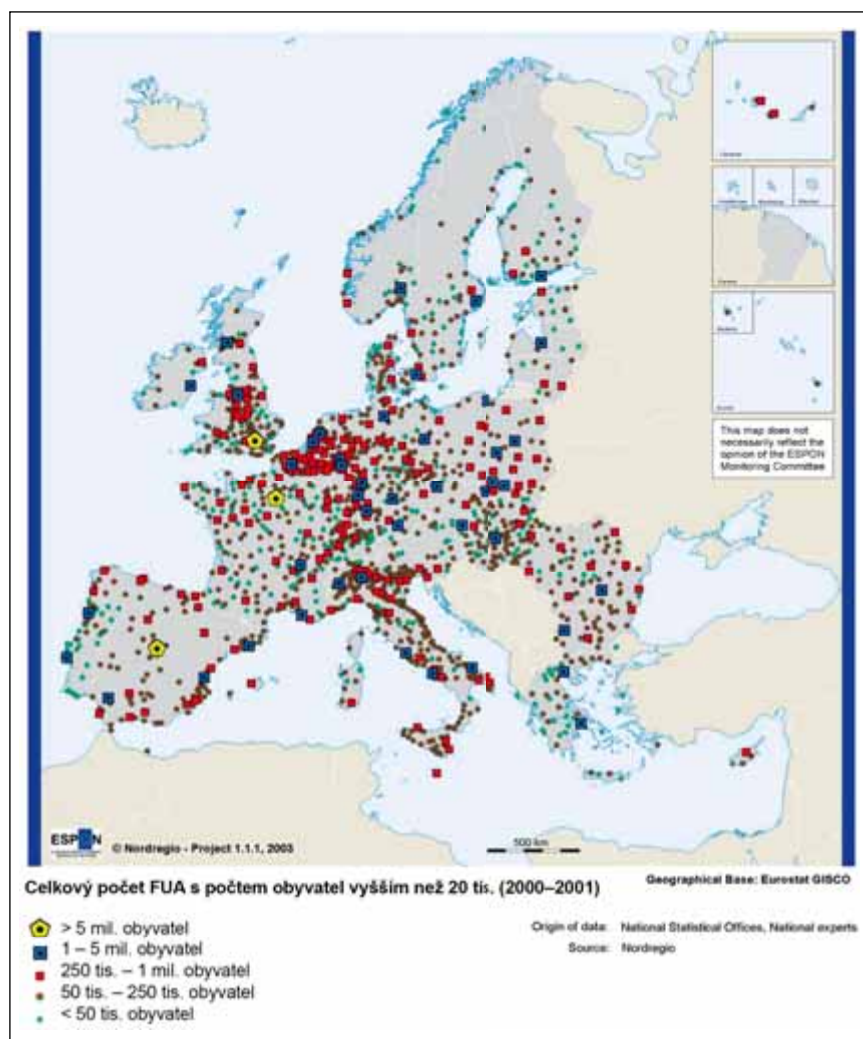 This map does not
necessarily reflect the
opinion of the ESPON
Monitoring Committee
ESPON
© Nordregio - Project 1.1.1, 2003
500 km
Celkový počet FUA s počtem obyvatel vyšším než 20 tis. (2000–2001)
Geographical Base: Eurostat GISCO
> 5 mil. obyvatel
1 – 5 mil. obyvatel
250 tis. – 1 mil. obyvatel
50 tis. – 250 tis. obyvatel
< 50 tis. obyvatel
Origin of data: National Statistical Offices, National experts
Source: Nordregio